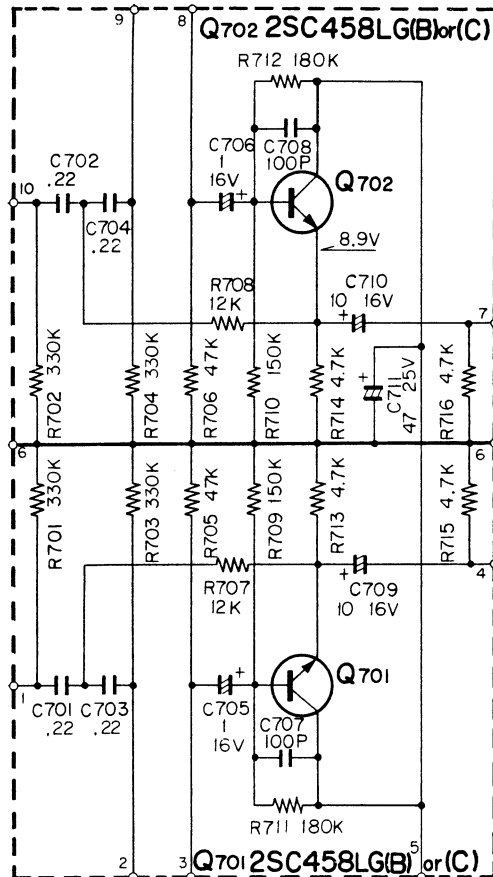 9
8
Q702 2SC458LG(B)or(C)
R712 180K
C702
.22
C706
1
16V
+
C708
100P
Q702
10
C704
.22
8.9V
R708
12K
C710
10 16V
+
7
330K
R702
330K
R704
47K
R706
150K
R710
4.7K
R714
+
C711
47 25V
4.7K
R716
6
6
330K
R701
330K
R703
47K
R705
150K
R709
4.7K
R713
4.7K
R715
R707
12K
+
C709
10 16V
4
1
C701
.22
C703
.22
+
C705
1
16V
Q701
C707
100P
R711 180K
2
3
5
Q701 2SC458LG(B) or (C)